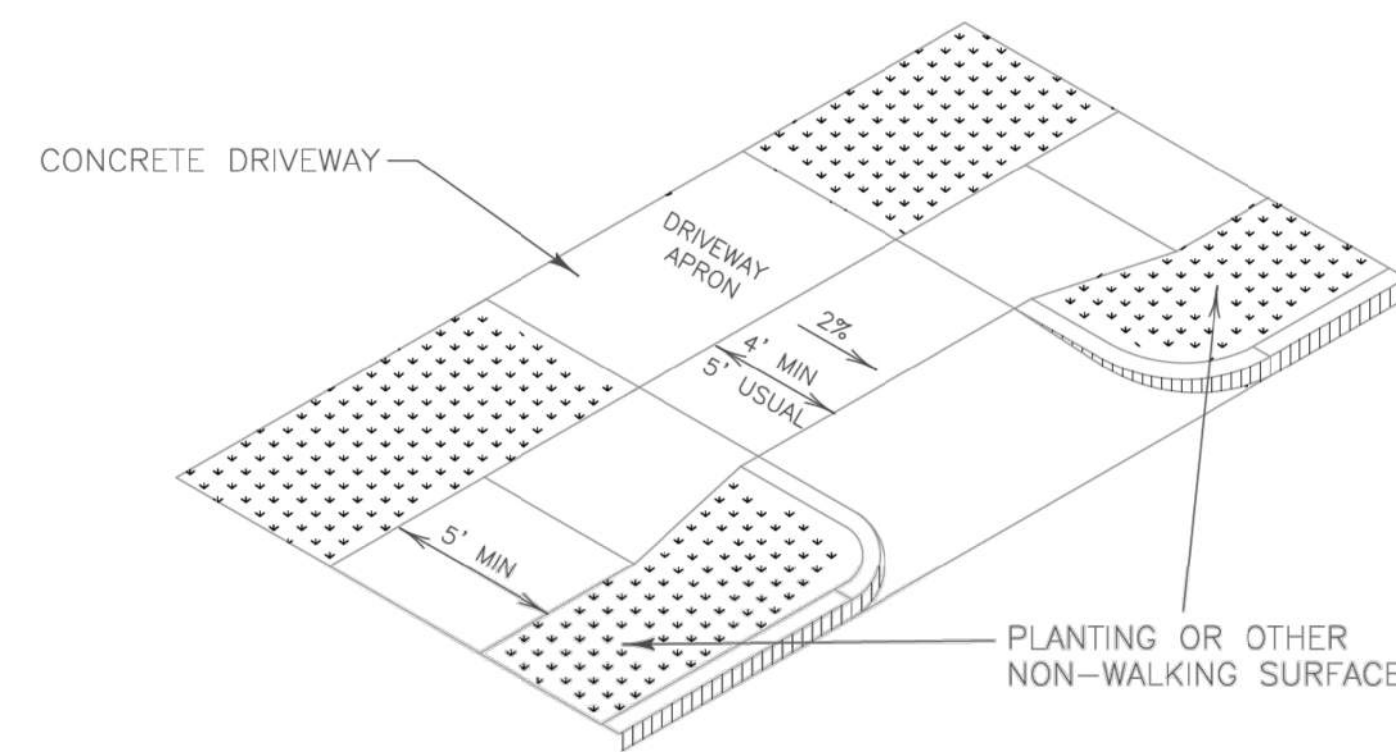 CONCRETE DRIVEWAY
DRIVEWAY
APRON
2%
4' MIN
5' USUAL
5' MIN
PLANTING OR OTHER
NON-WALKING SURFACE